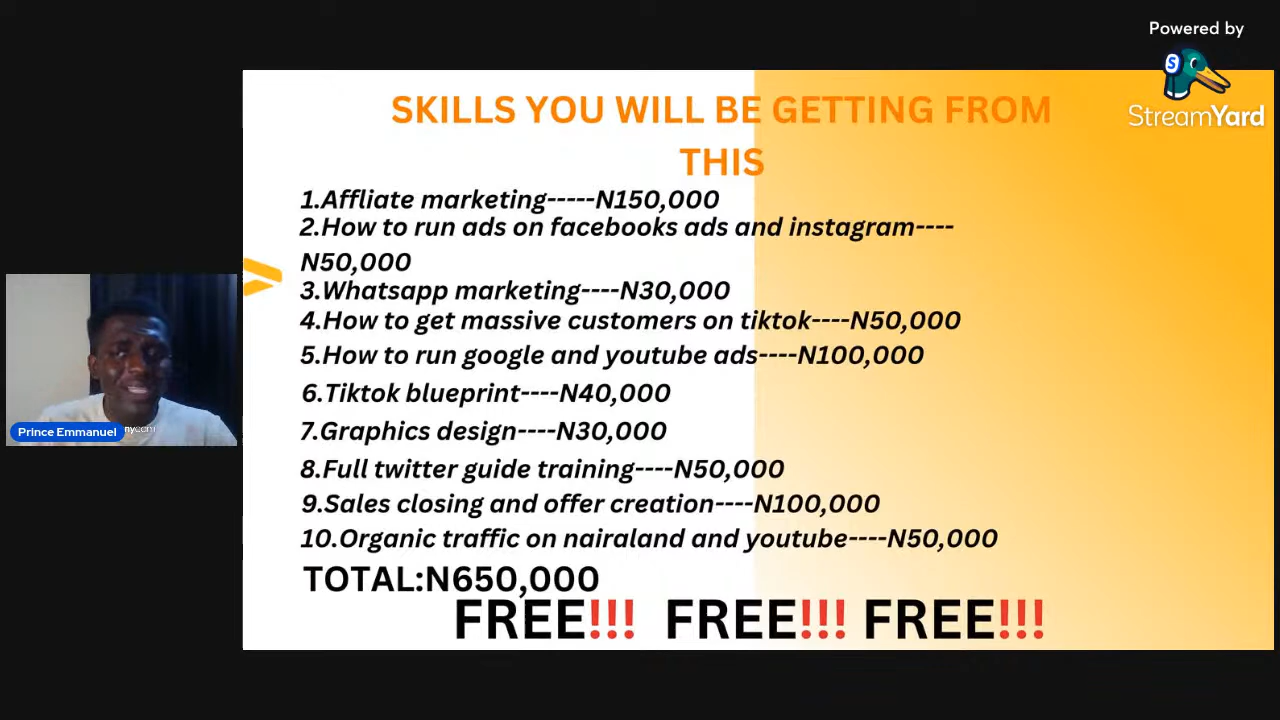 Powered by
StreamYard
SKILLS YOU WILL BE GETTING FROM
THIS
1.Affliate marketing-----N150,000
2.How to run ads on facebooks ads and instagram----
N50,000
3.Whatsapp marketing----N30,000
4.How to get massive customers on tiktok----N50,000
5.How to run google and youtube ads----N100,000
6.Tiktok blueprint----N40,000
7.Graphics design----N30,000
8.Full twitter guide training----N50,000
9.Sales closing and offer creation----N100,000
10.Organic traffic on nairaland and youtube----N50,000
TOTAL:N650,000
FREE!!! FREE!!! FREE!!!
Prince Emmanuel